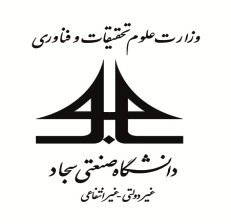 وزارت علوم تحقیقات و فناوری
دانشگاه صنعتی سجاد
غیردولتی-غیرانتفاعی